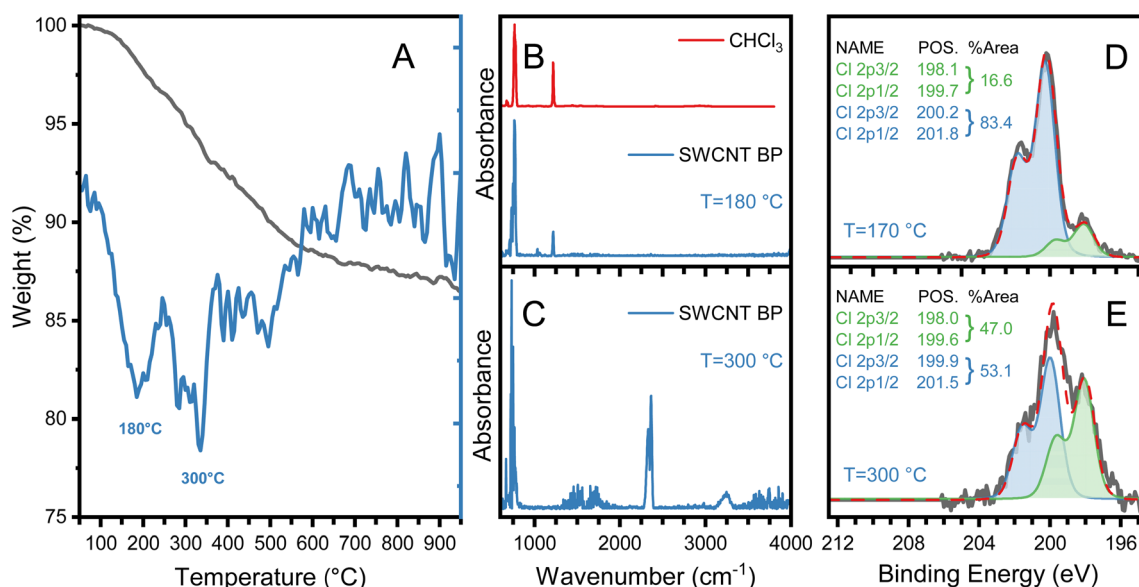 A
Weight (%)
100
95
90
85
80
75
180°C
300°C
100 200 300 400 500 600 700 800 900
Temperature (°C)
B
CHCl₃
SWCNT BP
T=180 °C
Absorbance
C
SWCNT BP
T=300 °C
Absorbance
1000 2000 3000 4000
Wavenumber (cm⁻¹)
D
NAME POS. %Area
Cl 2p3/2 198.1
Cl 2p1/2 199.7
} 16.6
Cl 2p3/2 200.2
Cl 2p1/2 201.8
} 83.4
T=170 °C
E
NAME POS. %Area
Cl 2p3/2 198.0
Cl 2p1/2 199.6
} 47.0
Cl 2p3/2 199.9
Cl 2p1/2 201.5
} 53.1
T=300 °C
212 208 204 200 196
Binding Energy (eV)